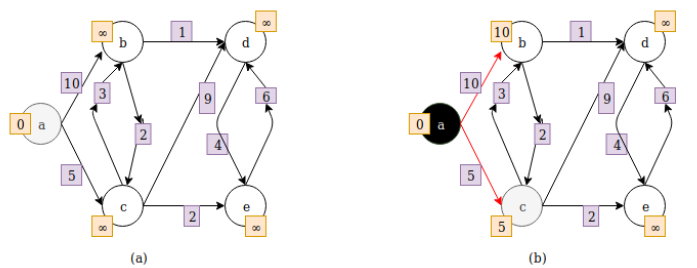 ∞ b 1 d ∞
10 3
0 a 2 9 6
5 4
∞ c 2 e ∞
(a)
10 b 1 d ∞
10 3
0 a 2 9 6
5 4
5 c 2 e ∞
(b)